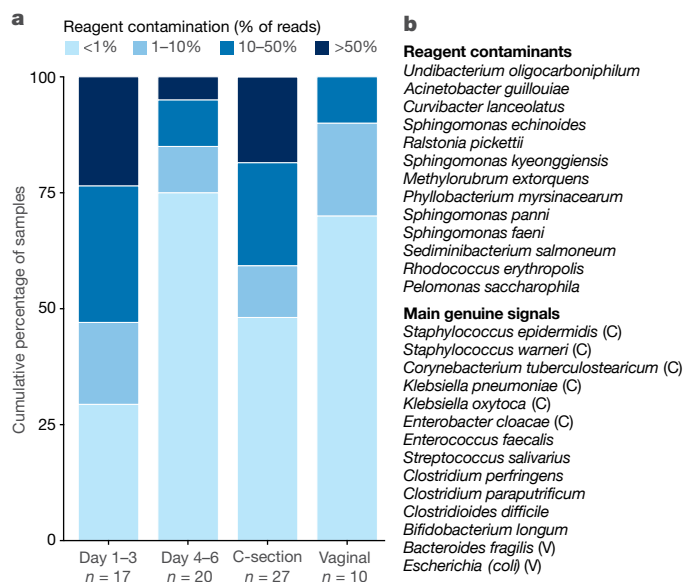 a
Reagent contamination (% of reads)
<1% 1–10% 10–50% >50%
100
75
50
25
0
Cumulative percentage of samples
Day 1–3 Day 4–6 C-section Vaginal
n = 17 n = 20 n = 27 n = 10
b
Reagent contaminants
Undibacterium oligocarboniphilum
Acinetobacter guillouiae
Curvibacter lanceolatus
Sphingomonas echinoides
Ralstonia pickettii
Sphingomonas kyeonggiensis
Methylorubrum extorquens
Phyllobacterium myrsinacearum
Sphingomonas panni
Sphingomonas faeni
Sediminibacterium salmoneum
Rhodococcus erythropolis
Pelomonas saccharophila
Main genuine signals
Staphylococcus epidermidis (C)
Staphylococcus warneri (C)
Corynebacterium tuberculostearicum (C)
Klebsiella pneumoniae (C)
Klebsiella oxytoca (C)
Enterobacter cloacae (C)
Enterococcus faecalis
Streptococcus salivarius
Clostridium perfringens
Clostridium paraputrificum
Clostridioides difficile
Bifidobacterium longum
Bacteroides fragilis (V)
Escherichia (coli) (V)